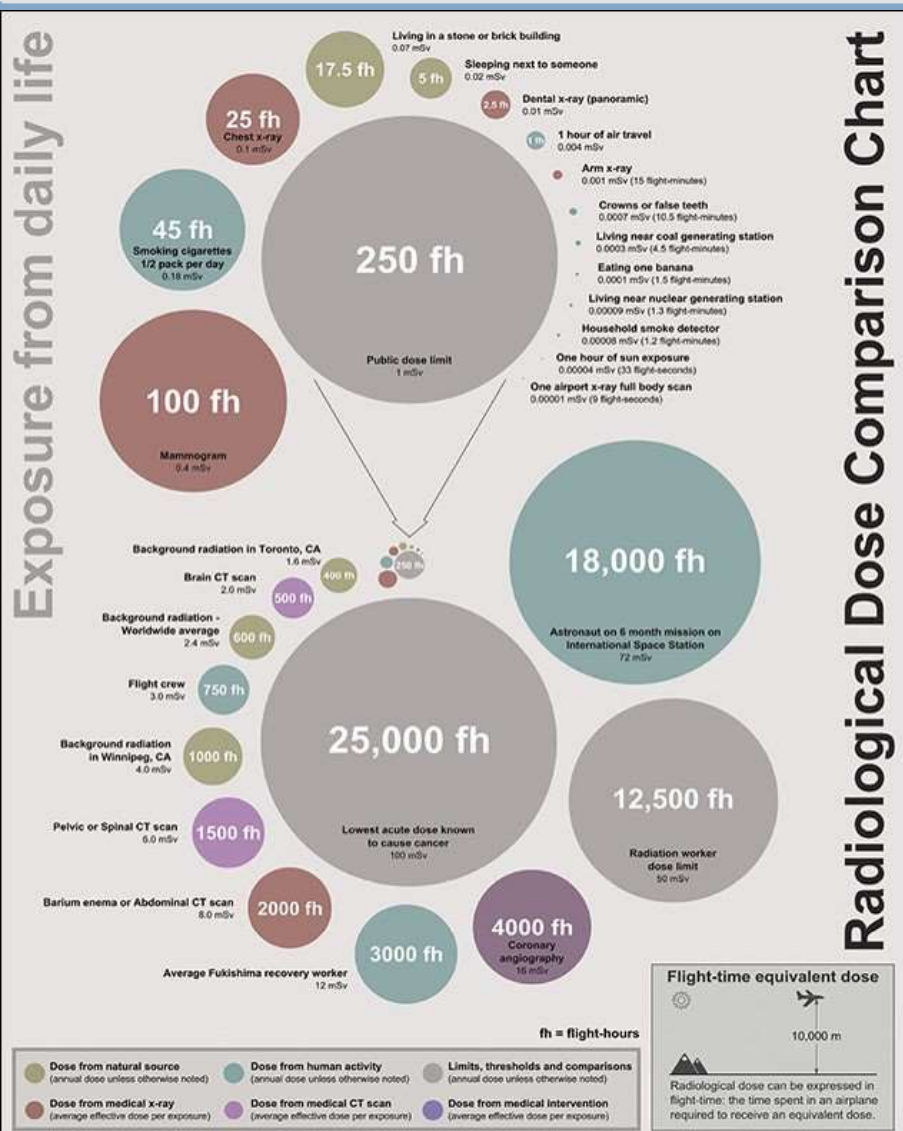 Exposure from daily life
Radiological Dose Comparison Chart
17.5 fh
Living in a stone or brick building
0.07 mSv
5 fh
Sleeping next to someone
0.02 mSv
2.5 fh
Dental x-ray (panoramic)
0.01 mSv
1 fh
1 hour of air travel
0.004 mSv
Arm x-ray
0.001 mSv (15 flight-minutes)
Crowns or false teeth
0.0007 mSv (10.5 flight-minutes)
Living near coal generating station
0.0003 mSv (4.5 flight-minutes)
Eating one banana
0.0001 mSv (1.5 flight-minutes)
Living near nuclear generating station
0.00009 mSv (1.3 flight-minutes)
Household smoke detector
0.00008 mSv (1.2 flight-minutes)
One hour of sun exposure
0.00004 mSv (33 flight-seconds)
One airport x-ray full body scan
0.00001 mSv (9 flight-seconds)
25 fh
Chest x-ray
0.1 mSv
45 fh
Smoking cigarettes
1/2 pack per day
0.18 mSv
100 fh
Mammogram
0.4 mSv
250 fh
Public dose limit
1 mSv
250 fh
Background radiation in Toronto, CA
1.6 mSv
400 fh
Brain CT scan
2.0 mSv
500 fh
Background radiation -
Worldwide average
2.4 mSv
600 fh
Flight crew
3.0 mSv
750 fh
Background radiation
in Winnipeg, CA
4.0 mSv
1000 fh
Pelvic or Spinal CT scan
6.0 mSv
1500 fh
Barium enema or Abdominal CT scan
8.0 mSv
2000 fh
Average Fukishima recovery worker
12 mSv
3000 fh
4000 fh
Coronary
angiography
16 mSv
12,500 fh
Radiation worker
dose limit
50 mSv
18,000 fh
Astronaut on 6 month mission on
International Space Station
72 mSv
25,000 fh
Lowest acute dose known
to cause cancer
100 mSv
fh = flight-hours
Dose from natural source
(annual dose unless otherwise noted)
Dose from human activity
(annual dose unless otherwise noted)
Limits, thresholds and comparisons
(annual dose unless otherwise noted)
Dose from medical x-ray
(average effective dose per exposure)
Dose from medical CT scan
(average effective dose per exposure)
Dose from medical Intervention
(average effective dose per exposure)
Flight-time equivalent dose
10,000 m
Radiological dose can be expressed in
flight-time: the time spent in an airplane
required to receive an equivalent dose.